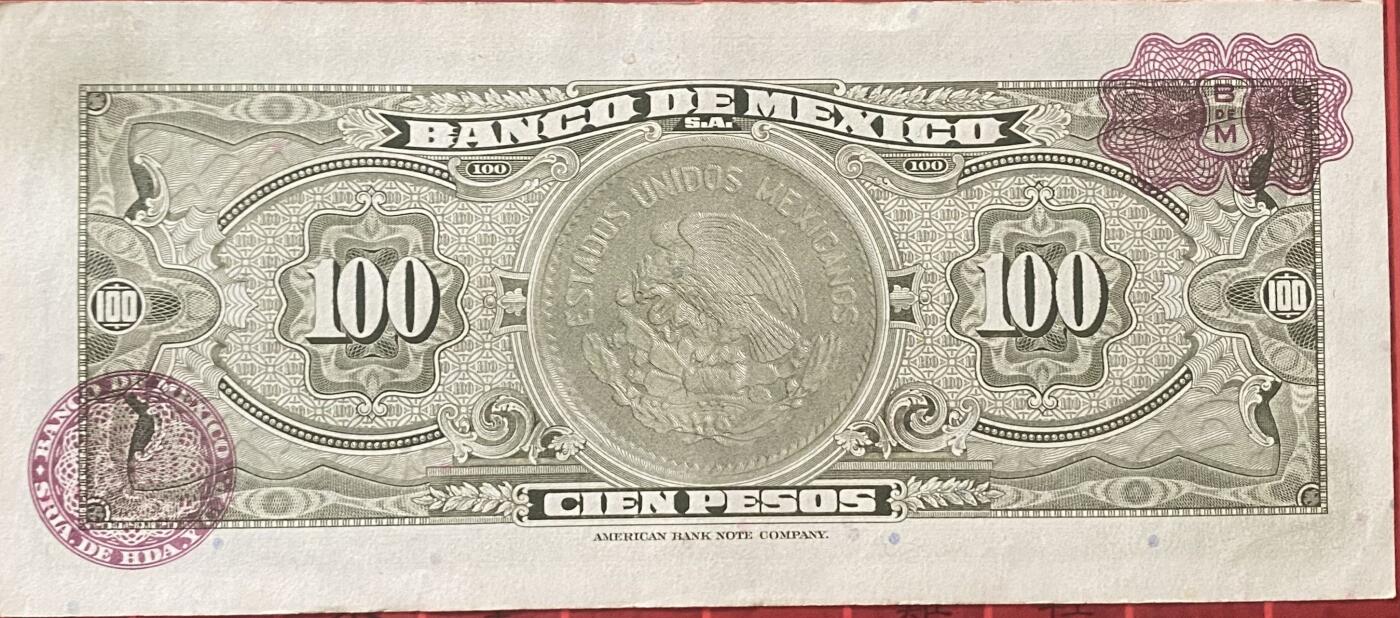 BANCO DE MEXICO
S.A.
B
DE
M
100
100
ESTADOS UNIDOS MEXICANOS
100
100
100
100
BANCO DE MEXICO
SRIA. DE HDA. Y
CIEN PESOS
AMERICAN BANK NOTE COMPANY.